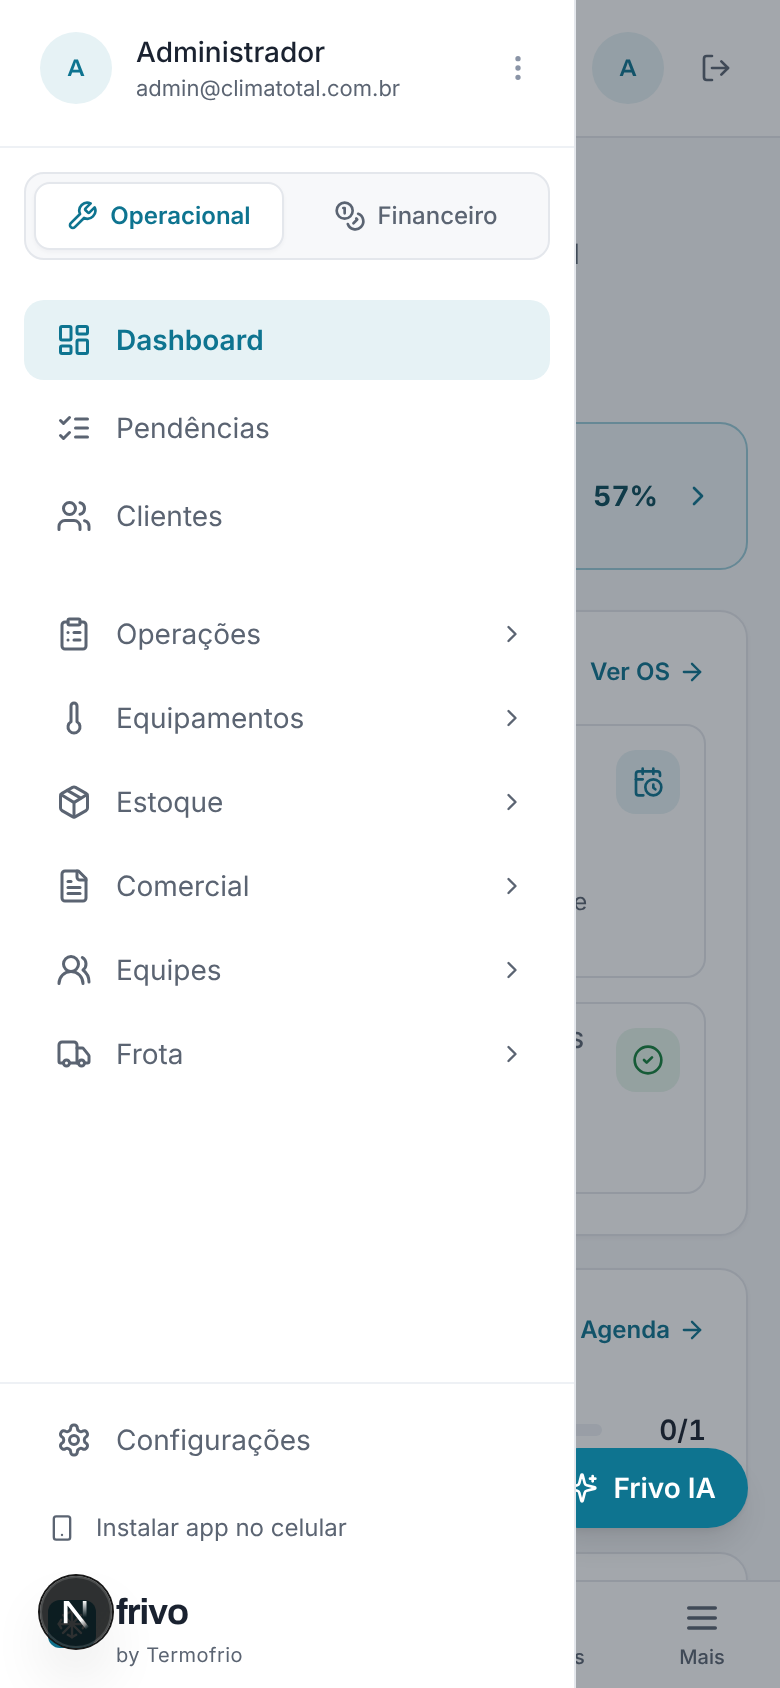 A
Administrador
admin@climatotal.com.br
A
Operacional
Financeiro
Dashboard
Pendências
57%
Clientes
Operações
Ver OS
Equipamentos
Estoque
e
Comercial
Equipes
s
Frota
Agenda
0/1
Configurações
Frivo IA
Instalar app no celular
N
frivo
by Termofrio
s
Mais